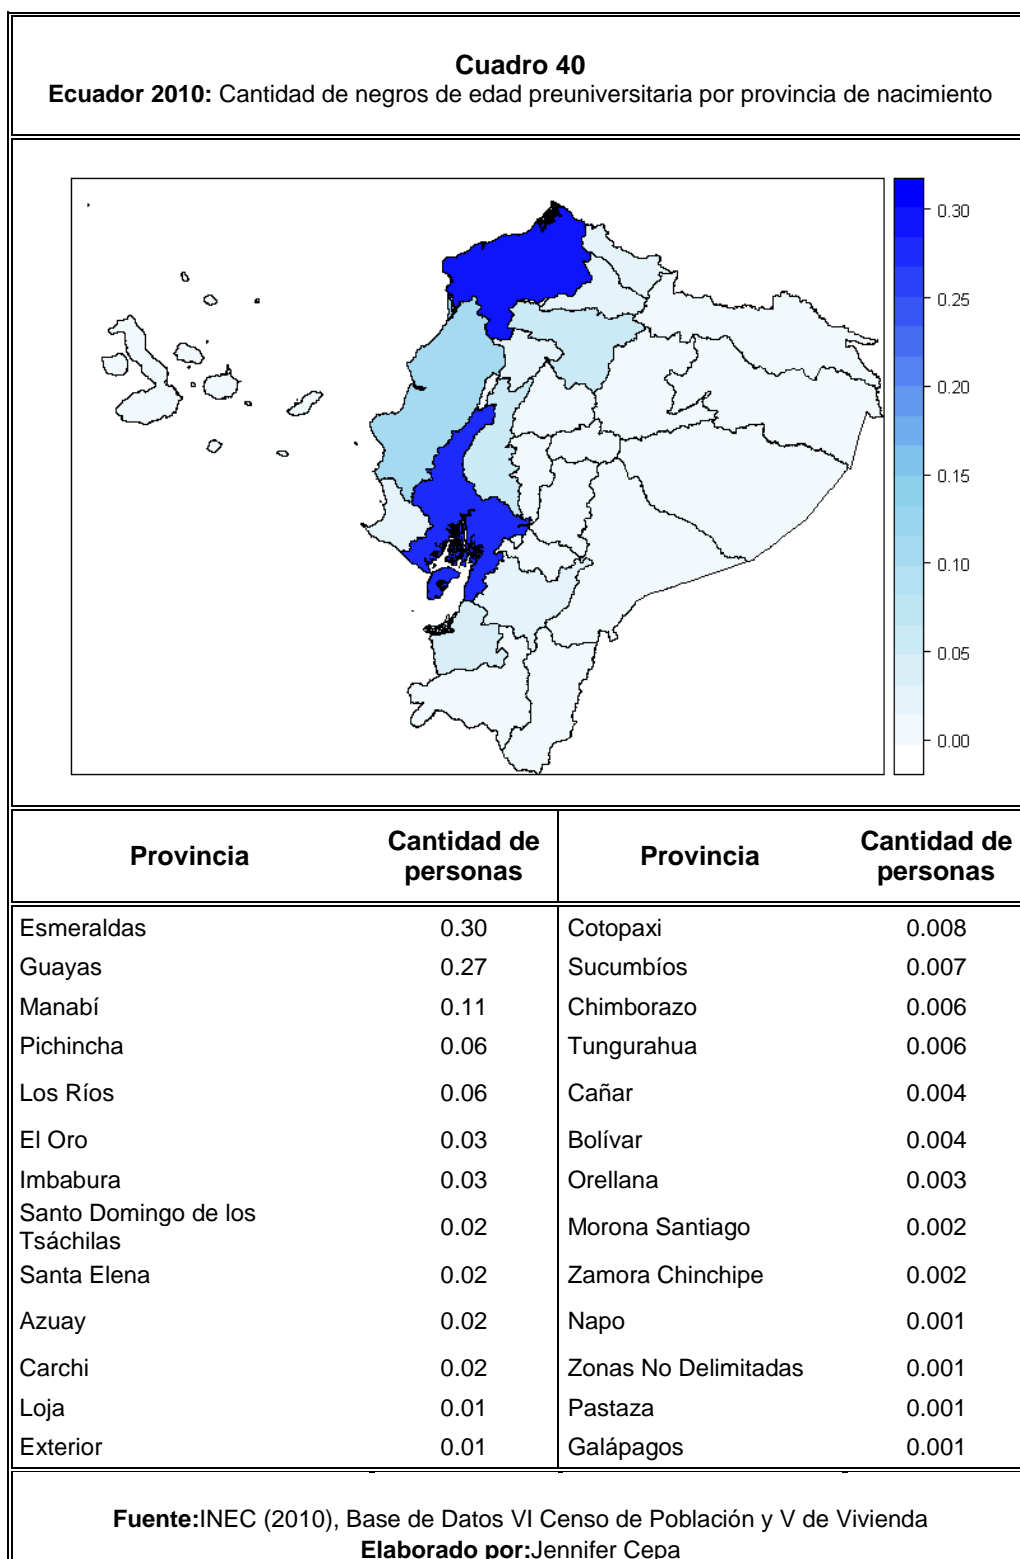 Cuadro 40
Ecuador 2010: Cantidad de negros de edad preuniversitaria por provincia de nacimiento
0.30
0.25
0.20
0.15
0.10
0.05
0.00
Provincia Cantidad de personas Provincia Cantidad de personas
Esmeraldas 0.30 Cotopaxi 0.008
Guayas 0.27 Sucumbíos 0.007
Manabí 0.11 Chimborazo 0.006
Pichincha 0.06 Tungurahua 0.006
Los Ríos 0.06 Cañar 0.004
El Oro 0.03 Bolívar 0.004
Imbabura 0.03 Orellana 0.003
Santo Domingo de los Tsáchilas 0.02 Morona Santiago 0.002
Santa Elena 0.02 Zamora Chinchipe 0.002
Azuay 0.02 Napo 0.001
Carchi 0.02 Zonas No Delimitadas 0.001
Loja 0.01 Pastaza 0.001
Exterior 0.01 Galápagos 0.001
Fuente:INEC (2010), Base de Datos VI Censo de Población y V de Vivienda
Elaborado por:Jennifer Cepa